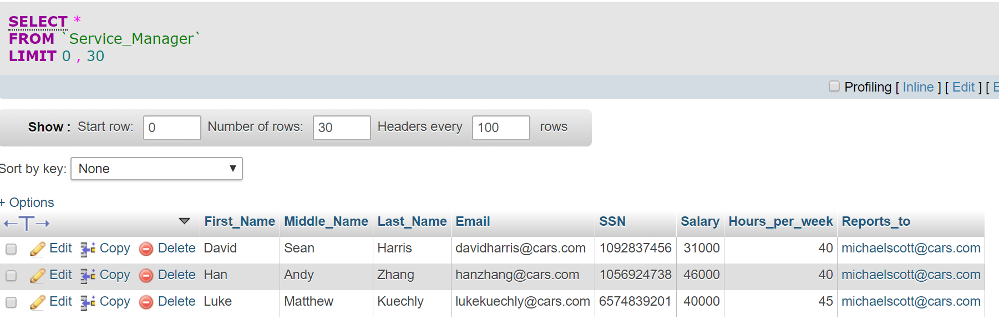 SELECT *
FROM `Service_Manager`
LIMIT 0 , 30
Profiling [ Inline ] [ Edit ] [ E
Show : Start row: 0 Number of rows: 30 Headers every 100 rows
Sort by key: None
+ Options
First_Name Middle_Name Last_Name Email SSN Salary Hours_per_week Reports_to
Edit Copy Delete David Sean Harris davidharris@cars.com 1092837456 31000 40 michaelscott@cars.com
Edit Copy Delete Han Andy Zhang hanzhang@cars.com 1056924738 46000 40 michaelscott@cars.com
Edit Copy Delete Luke Matthew Kuechly lukekuechly@cars.com 6574839201 40000 45 michaelscott@cars.com